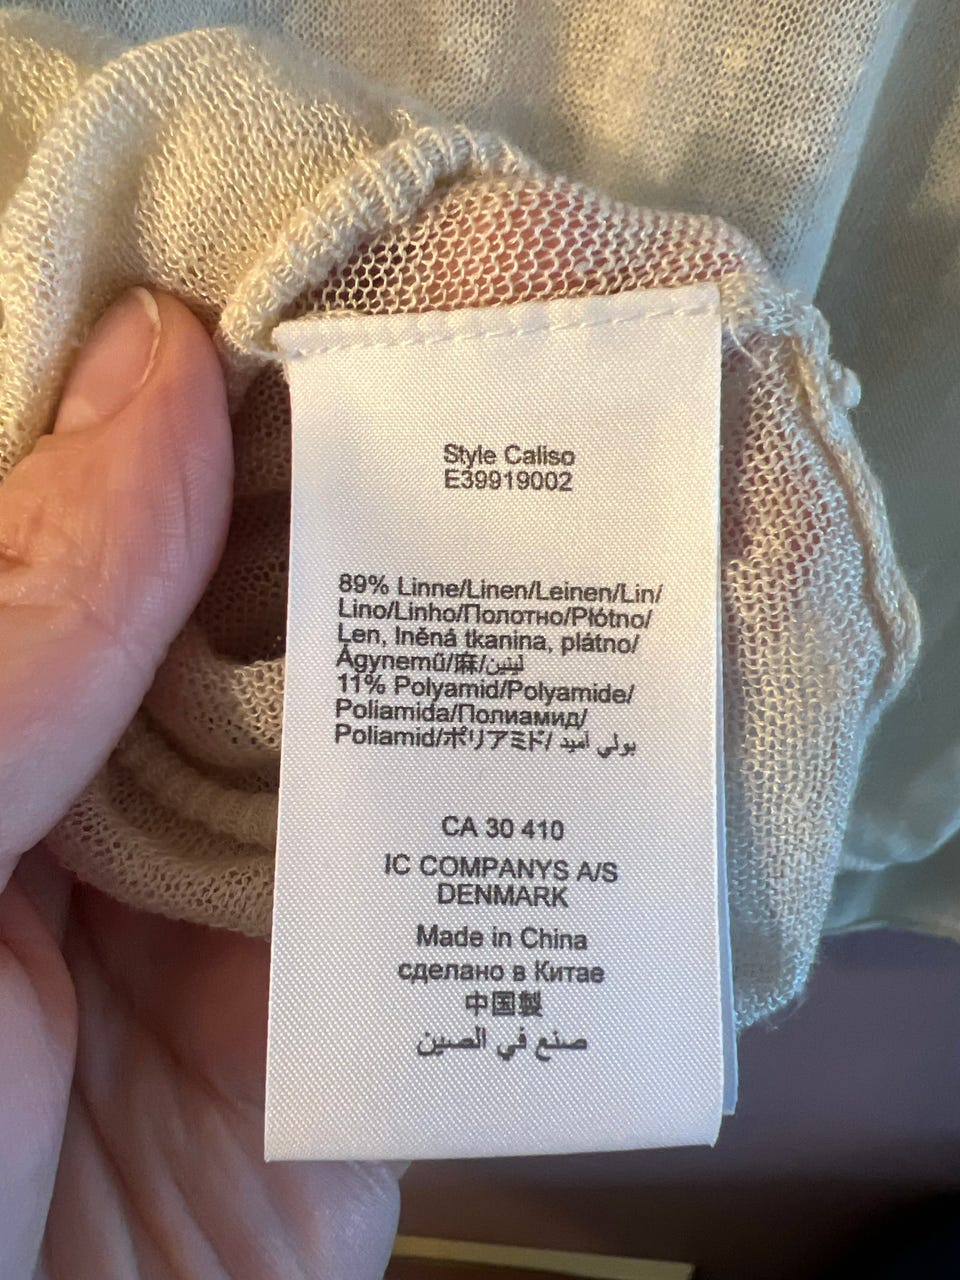 Style Caliso
E39919002
89% Linne/Linen/Leinen/Lin/
Lino/Linho/Полотно/Płótno/
Len, lněná tkanina, plátno/
Ágynemű/麻/لينين
11% Polyamid/Polyamide/
Poliamida/Полиамид/
Poliamid/ポリアミド/ بولي اميد
CA 30 410
IC COMPANYS A/S
DENMARK
Made in China
сделано в Китае
中国製
صنع في الصين